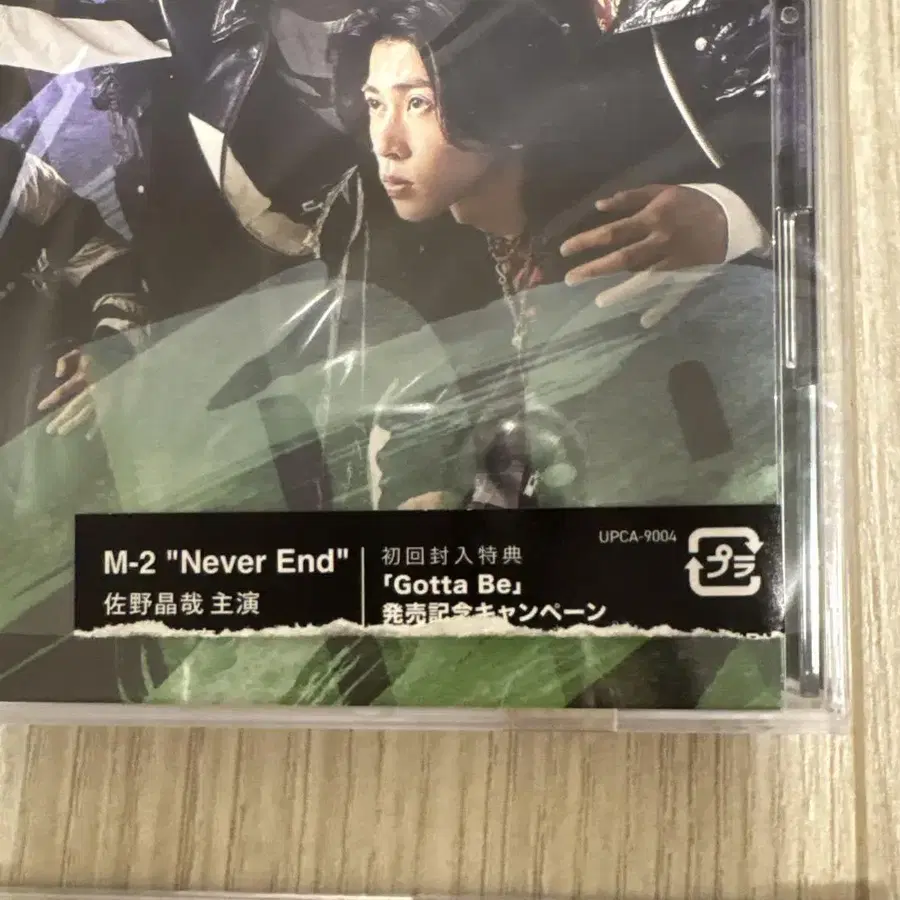 M-2 "Never End"
佐野晶哉 主演
初回封入特典
「Gotta Be」
発売記念キャンペーン
UPCA-9004
プラ